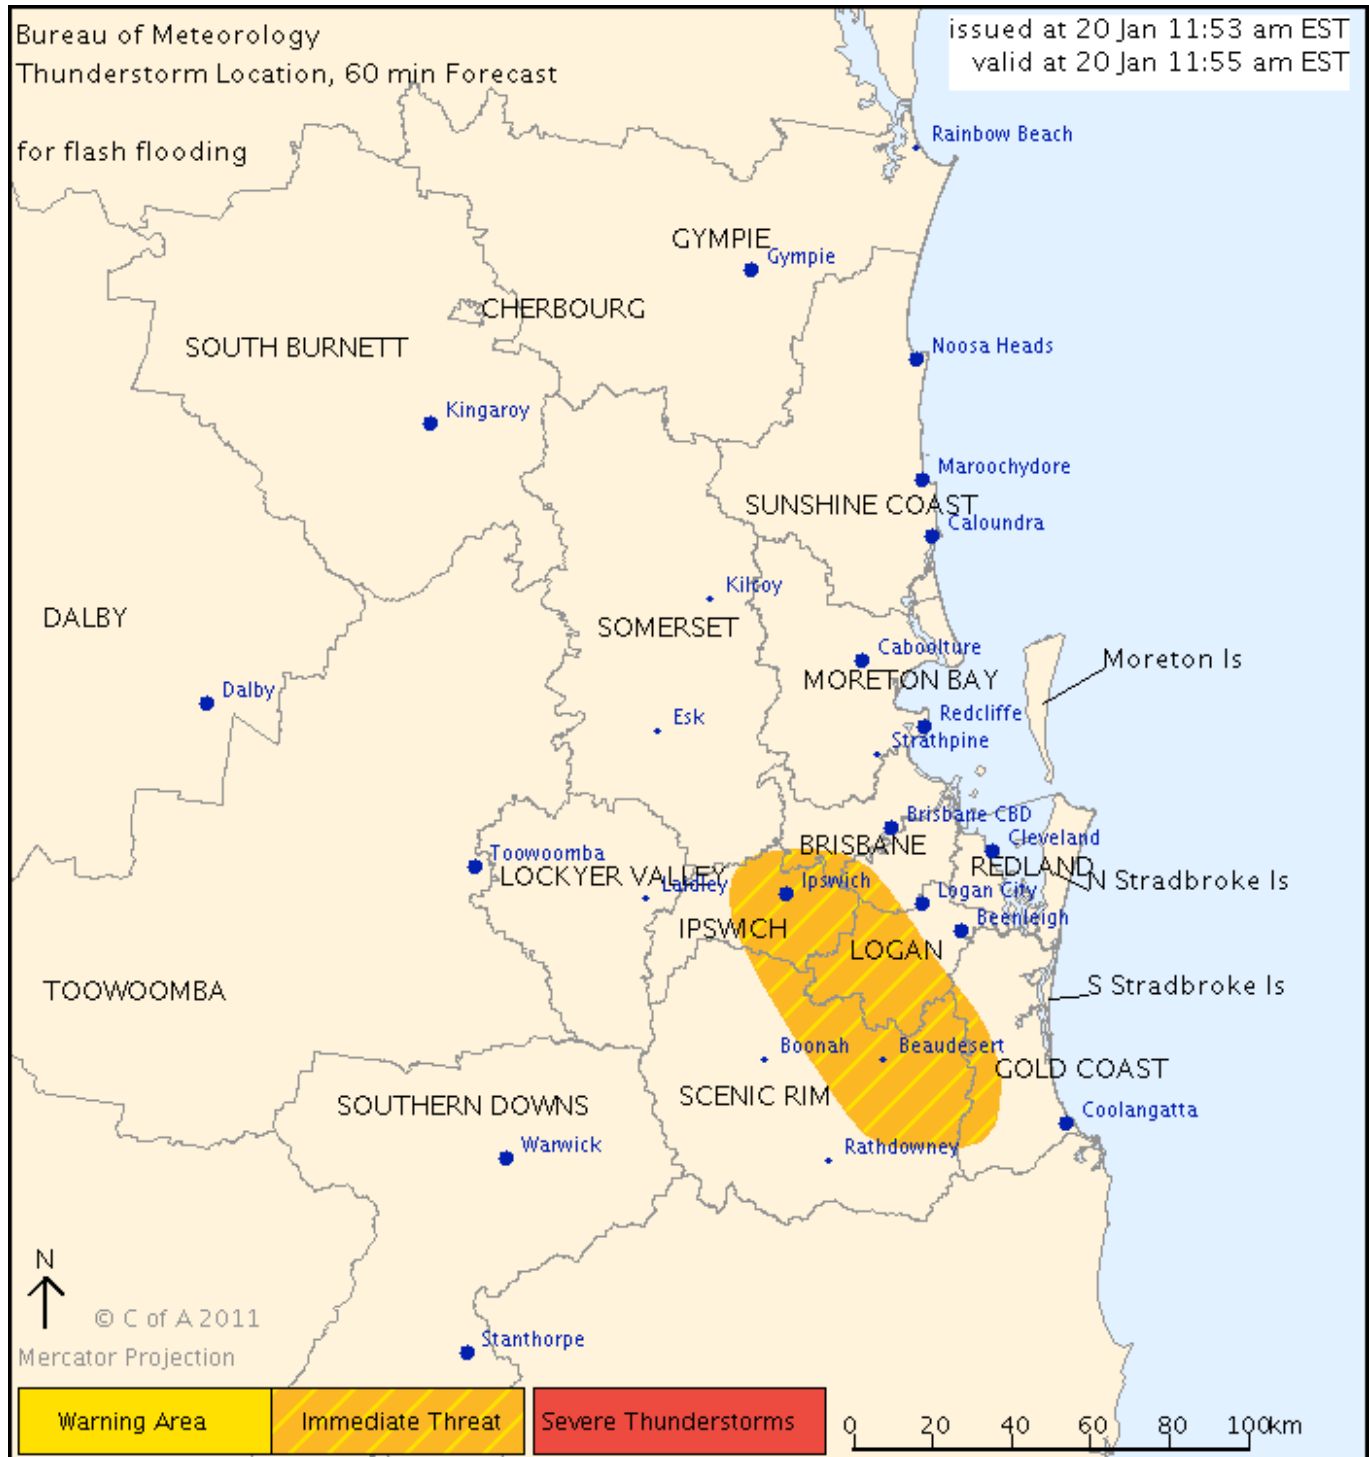 Bureau of Meteorology
Thunderstorm Location, 60 min Forecast
for flash flooding
issued at 20 Jan 11:53 am EST
valid at 20 Jan 11:55 am EST
Rainbow Beach
GYMPIE
Gympie
CHERBOURG
SOUTH BURNETT
Noosa Heads
Kingaroy
Maroochydore
SUNSHINE COAST
Caloundra
Kilcoy
DALBY
SOMERSET
Caboolture
Moreton Is
MORETON BAY
Dalby
Esk
Redcliffe
Strathpine
Brisbane CBD
BRISBANE
Cleveland
REDLAND
Toowoomba
LOCKYER VALLEY
Laidley
Ipswich
N Stradbroke Is
Logan City
Beenleigh
IPSWICH
LOGAN
TOOWOOMBA
S Stradbroke Is
Boonah
Beaudesert
GOLD COAST
SCENIC RIM
SOUTHERN DOWNS
Coolangatta
Warwick
Rathdowney
N
© C of A 2011
Mercator Projection
Stanthorpe
Warning Area
Immediate Threat
Severe Thunderstorms
0 20 40 60 80 100km